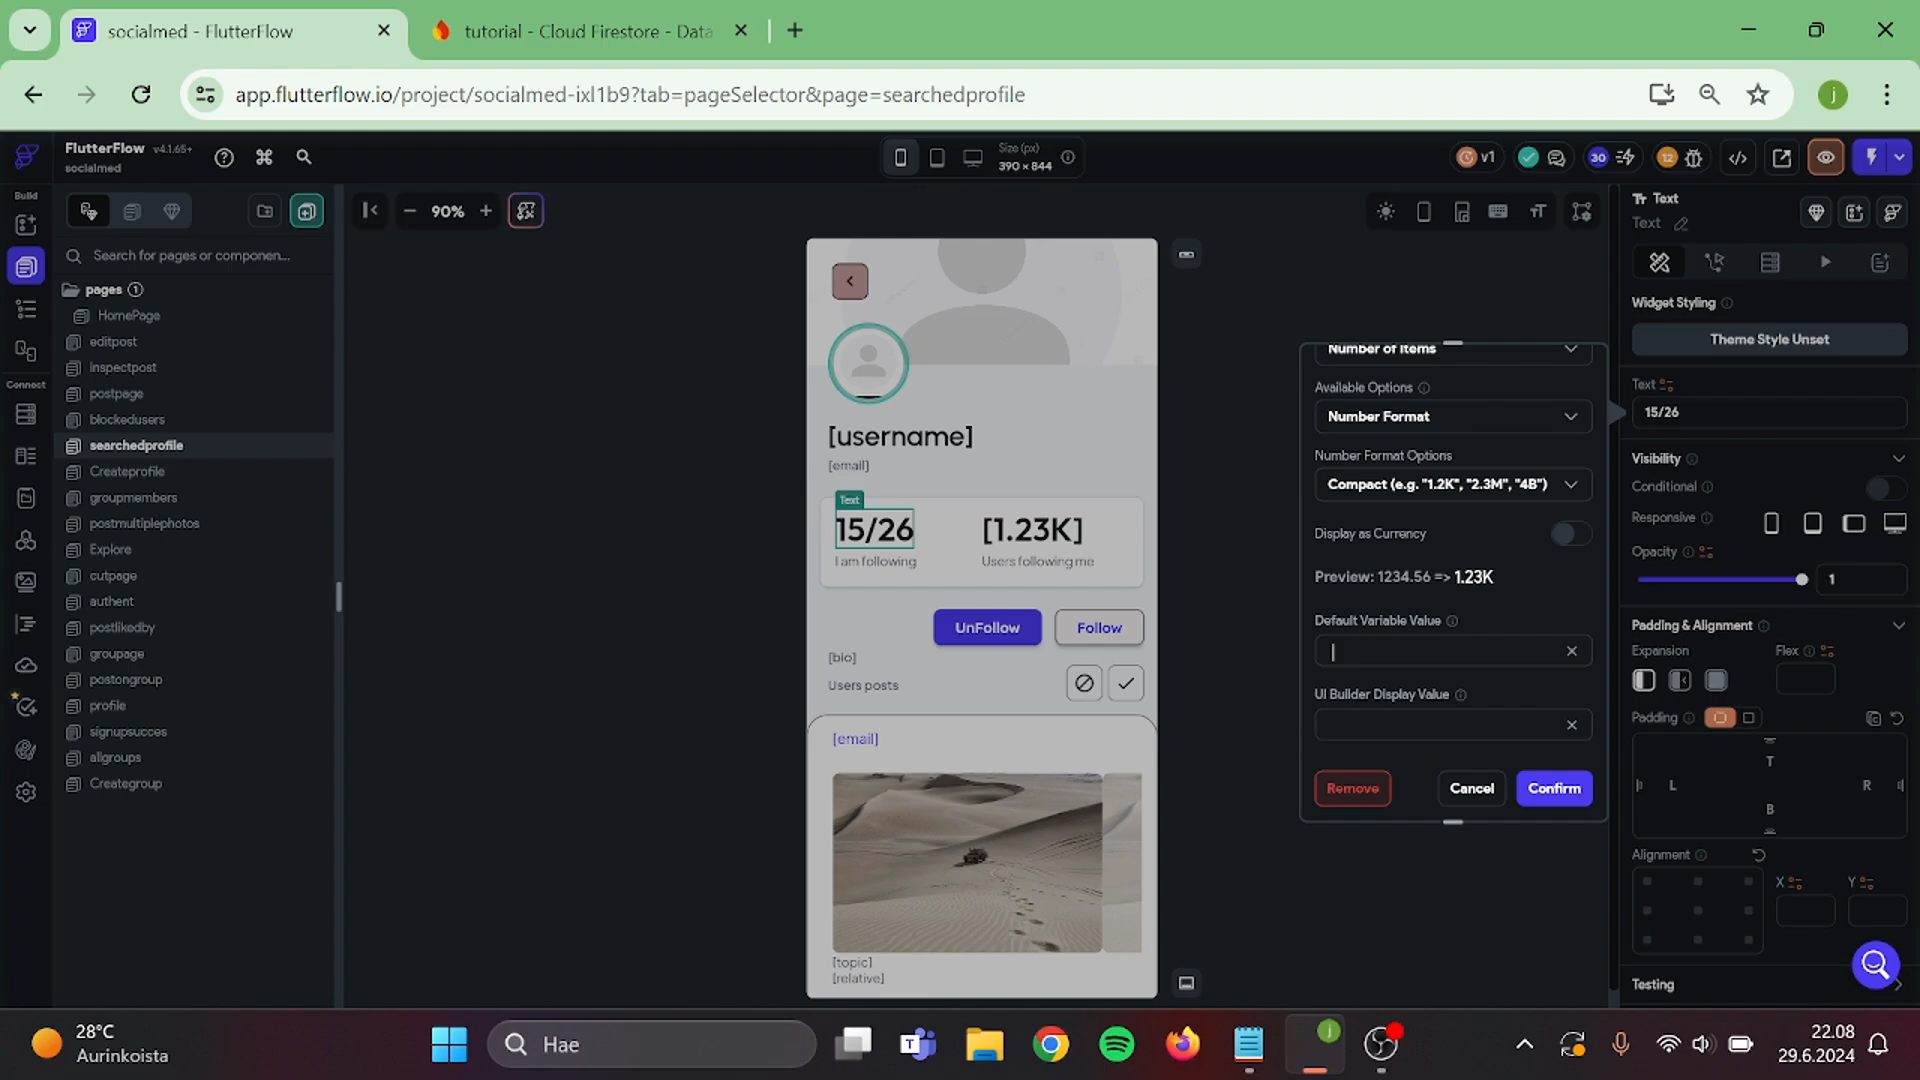 socialmed - FlutterFlow
tutorial - Cloud Firestore - Data
app.flutterflow.io/project/socialmed-ixl1b9?tab=pageSelector&page=searchedprofile
j
FlutterFlow v4.1.65+
socialmed
Size (px)
390 × 844
v1
30
12
Build
Connect
Search for pages or componen...
pages 1
HomePage
editpost
inspectpost
postpage
blockedusers
searchedprofile
Createprofile
groupmembers
postmultiplephotos
Explore
cutpage
authent
postlikedby
groupage
postongroup
profile
signupsucces
allgroups
Creategroup
90%
[username]
[email]
Text
15/26
I am following
[1.23K]
Users following me
UnFollow
Follow
[bio]
Users posts
[email]
[topic]
[relative]
Number of Items
Available Options
Number Format
Number Format Options
Compact (e.g. "1.2K", "2.3M", "4B")
Display as Currency
Preview: 1234.56 => 1.23K
Default Variable Value
UI Builder Display Value
Remove
Cancel
Confirm
Text
Text
Widget Styling
Theme Style Unset
Text
15/26
Visibility
Conditional
Responsive
Opacity
1
Padding & Alignment
Expansion
Flex
Padding
T
L
R
B
Alignment
X
Y
Testing
28°C
Aurinkoista
Hae
j
22.08
29.6.2024